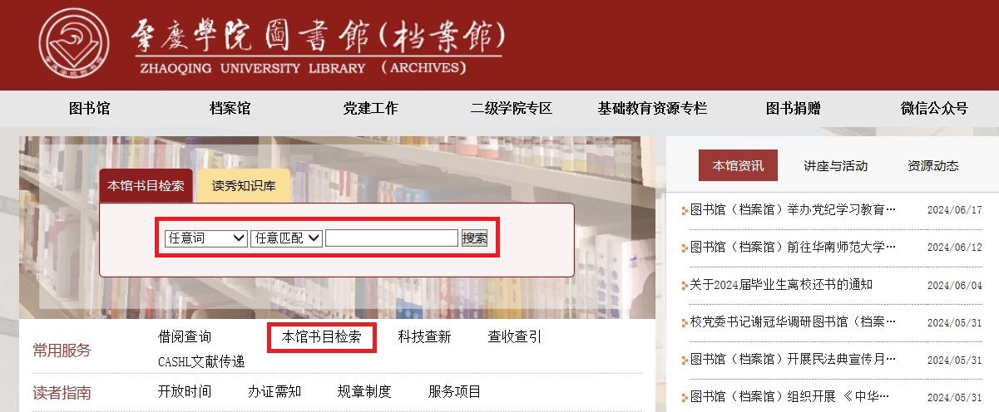 肇慶學院圖書館(档案館)
ZHAOQING UNIVERSITY LIBRARY (ARCHIVES)
图书馆 档案馆 党建工作 二级学院专区 基础教育资源专栏 图书捐赠 微信公众号
本馆书目检索 读秀知识库
任意词 任意匹配 搜索
常用服务
借阅查询 本馆书目检索 科技查新 查收查引
CASHL文献传递
读者指南 开放时间 办证需知 规章制度 服务项目
本馆资讯 讲座与活动 资源动态
图书馆（档案馆）举办党纪学习教育… 2024/06/17
图书馆（档案馆）前往华南师范大学… 2024/06/12
关于2024届毕业生离校还书的通知 2024/06/04
校党委书记谢冠华调研图书馆（档案… 2024/05/31
图书馆（档案馆）开展民法典宣传月… 2024/05/31
图书馆（档案馆）组织开展 《中华… 2024/05/31